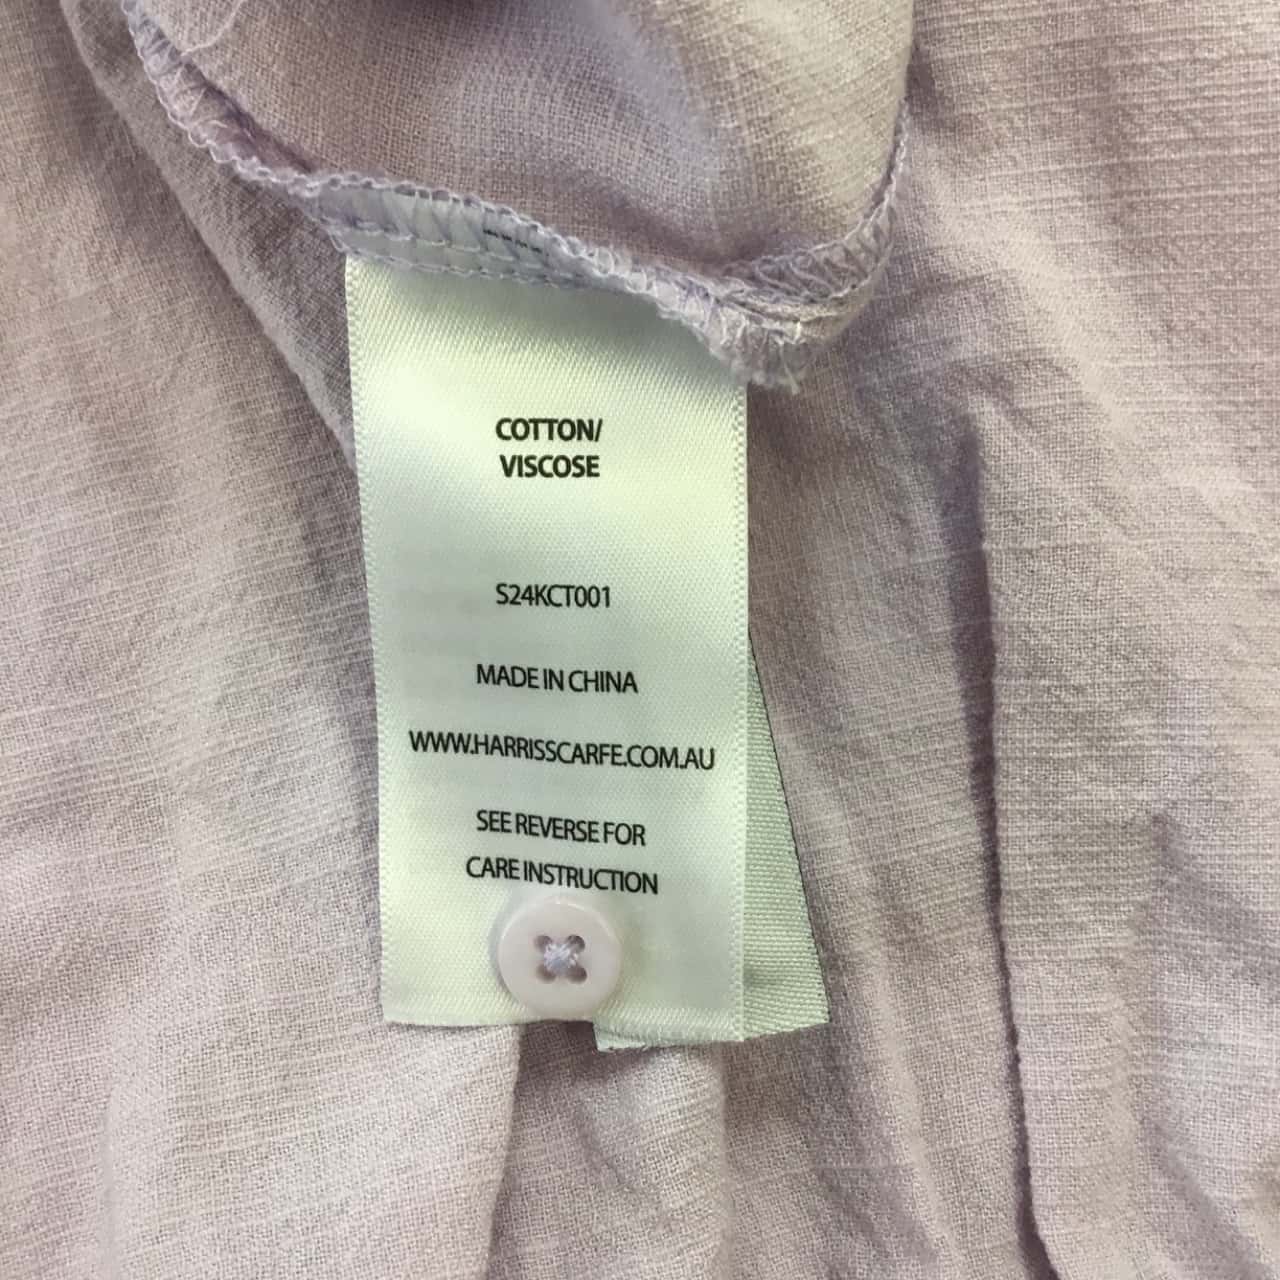 COTTON/
VISCOSE
S24KCT001
MADE IN CHINA
WWW.HARRISSCARFE.COM.AU
SEE REVERSE FOR
CARE INSTRUCTION